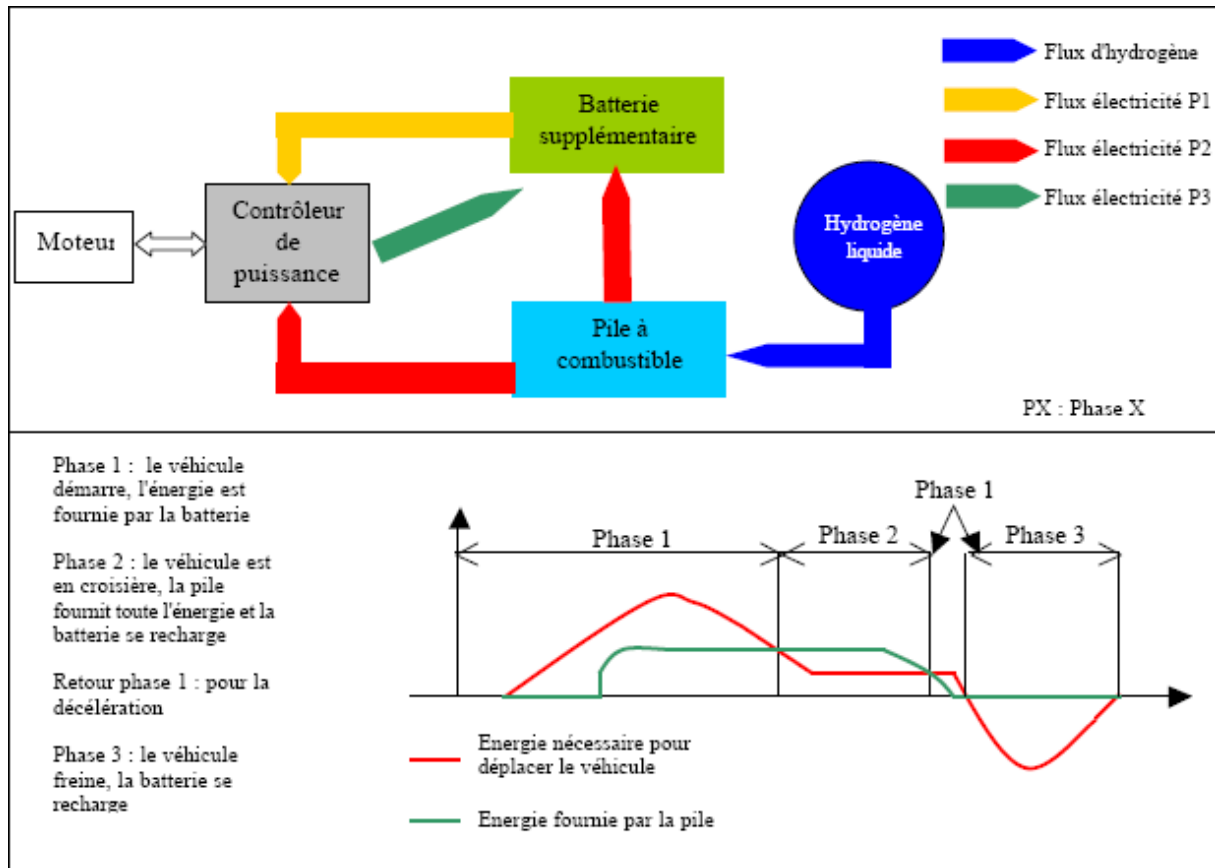 Flux d'hydrogène
Batterie
supplémentaire
Flux électricité P1
Flux électricité P2
Flux électricité P3
Contrôleur
de
puissance
Moteur
Hydrogène
liquide
Pile à
combustible
PX : Phase X
Phase 1 : le véhicule
démarre, l'énergie est
fournie par la batterie
Phase 2 : le véhicule est
en croisière, la pile
fournit toute l'énergie et la
batterie se recharge
Retour phase 1 : pour la
décélération
Phase 3 : le véhicule
freine, la batterie se
recharge
Phase 1
Phase 1
Phase 2
Phase 3
Energie nécessaire pour
déplacer le véhicule
Energie fournie par la pile